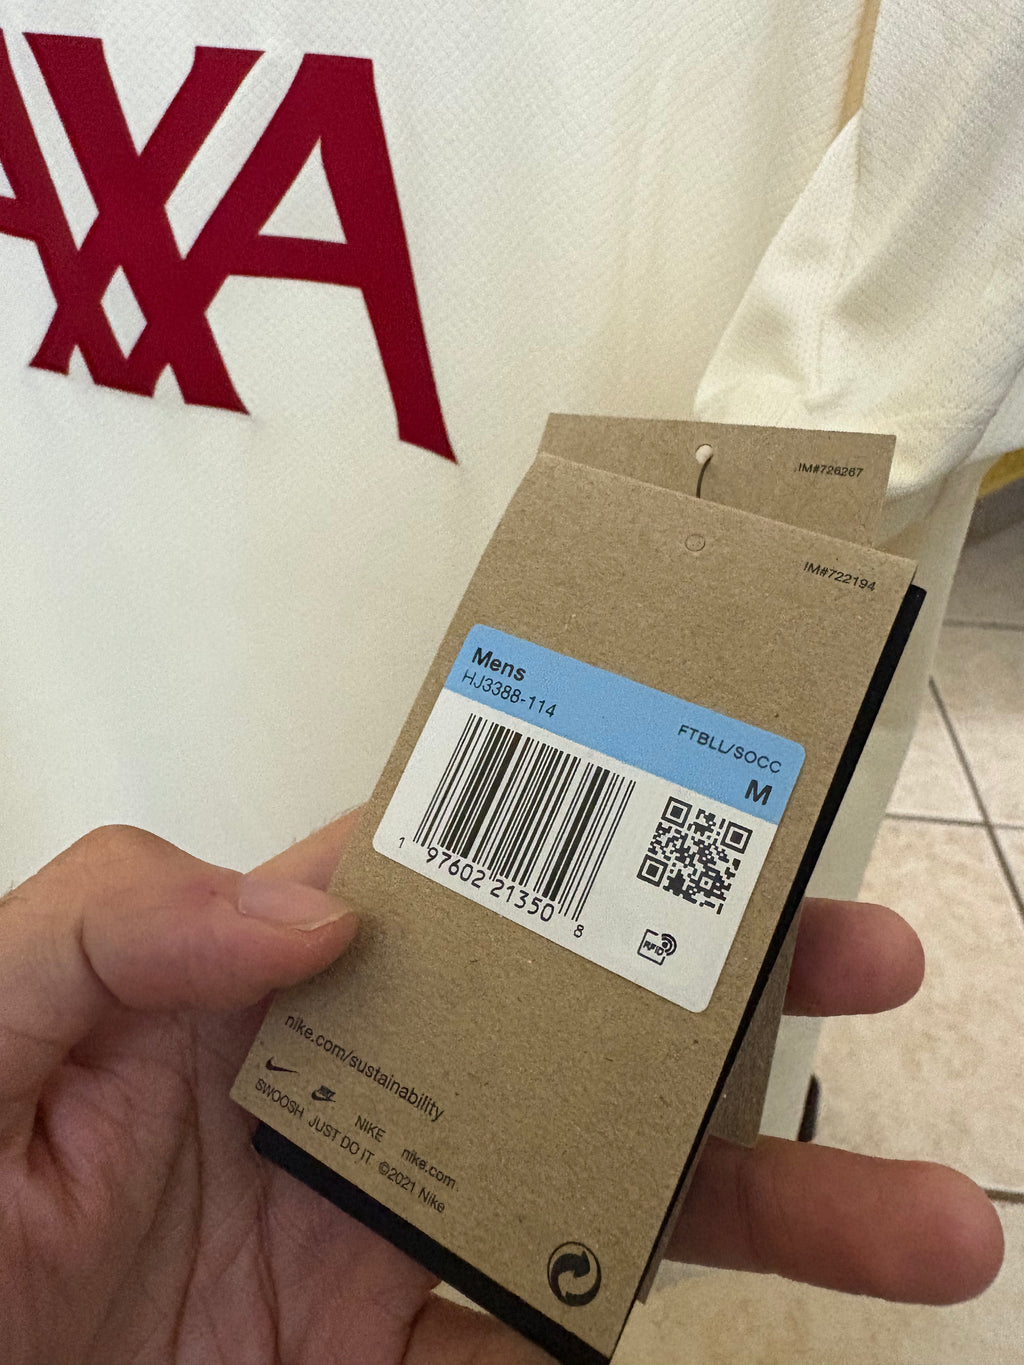 AXA
IM#726267
IM#722194
Mens
HJ3388-114
FTBLL/SOCC
M
1 97602 21350 8
RFID
nike.com/sustainability
NIKE nike.com
SWOOSH JUST DO IT ©2021 Nike